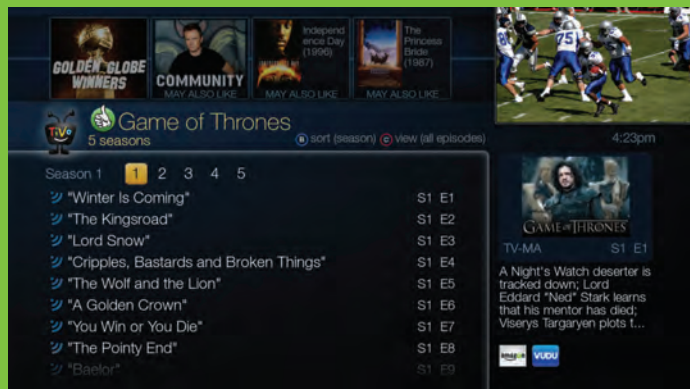 GOLDEN GLOBE
WINNERS
COMMUNITY
MAY ALSO LIKE
Independ
ence Day
(1996)
MAY ALSO LIKE
The
Princess
Bride
(1987)
MAY ALSO LIKE
75
TiVo
Game of Thrones
5 seasons
B sort (season) C view (all episodes)
4:23pm
Season 1 1 2 3 4 5
"Winter Is Coming" S1 E1
"The Kingsroad" S1 E2
"Lord Snow" S1 E3
"Cripples, Bastards and Broken Things" S1 E4
"The Wolf and the Lion" S1 E5
"A Golden Crown" S1 E6
"You Win or You Die" S1 E7
"The Pointy End" S1 E8
"Baelor" S1 E9
GAME OF THRONES
TV-MA S1 E1
A Night's Watch deserter is
tracked down; Lord
Eddard "Ned" Stark learns
that his mentor has died;
Viserys Targaryen plots t...
amazon
VUDU